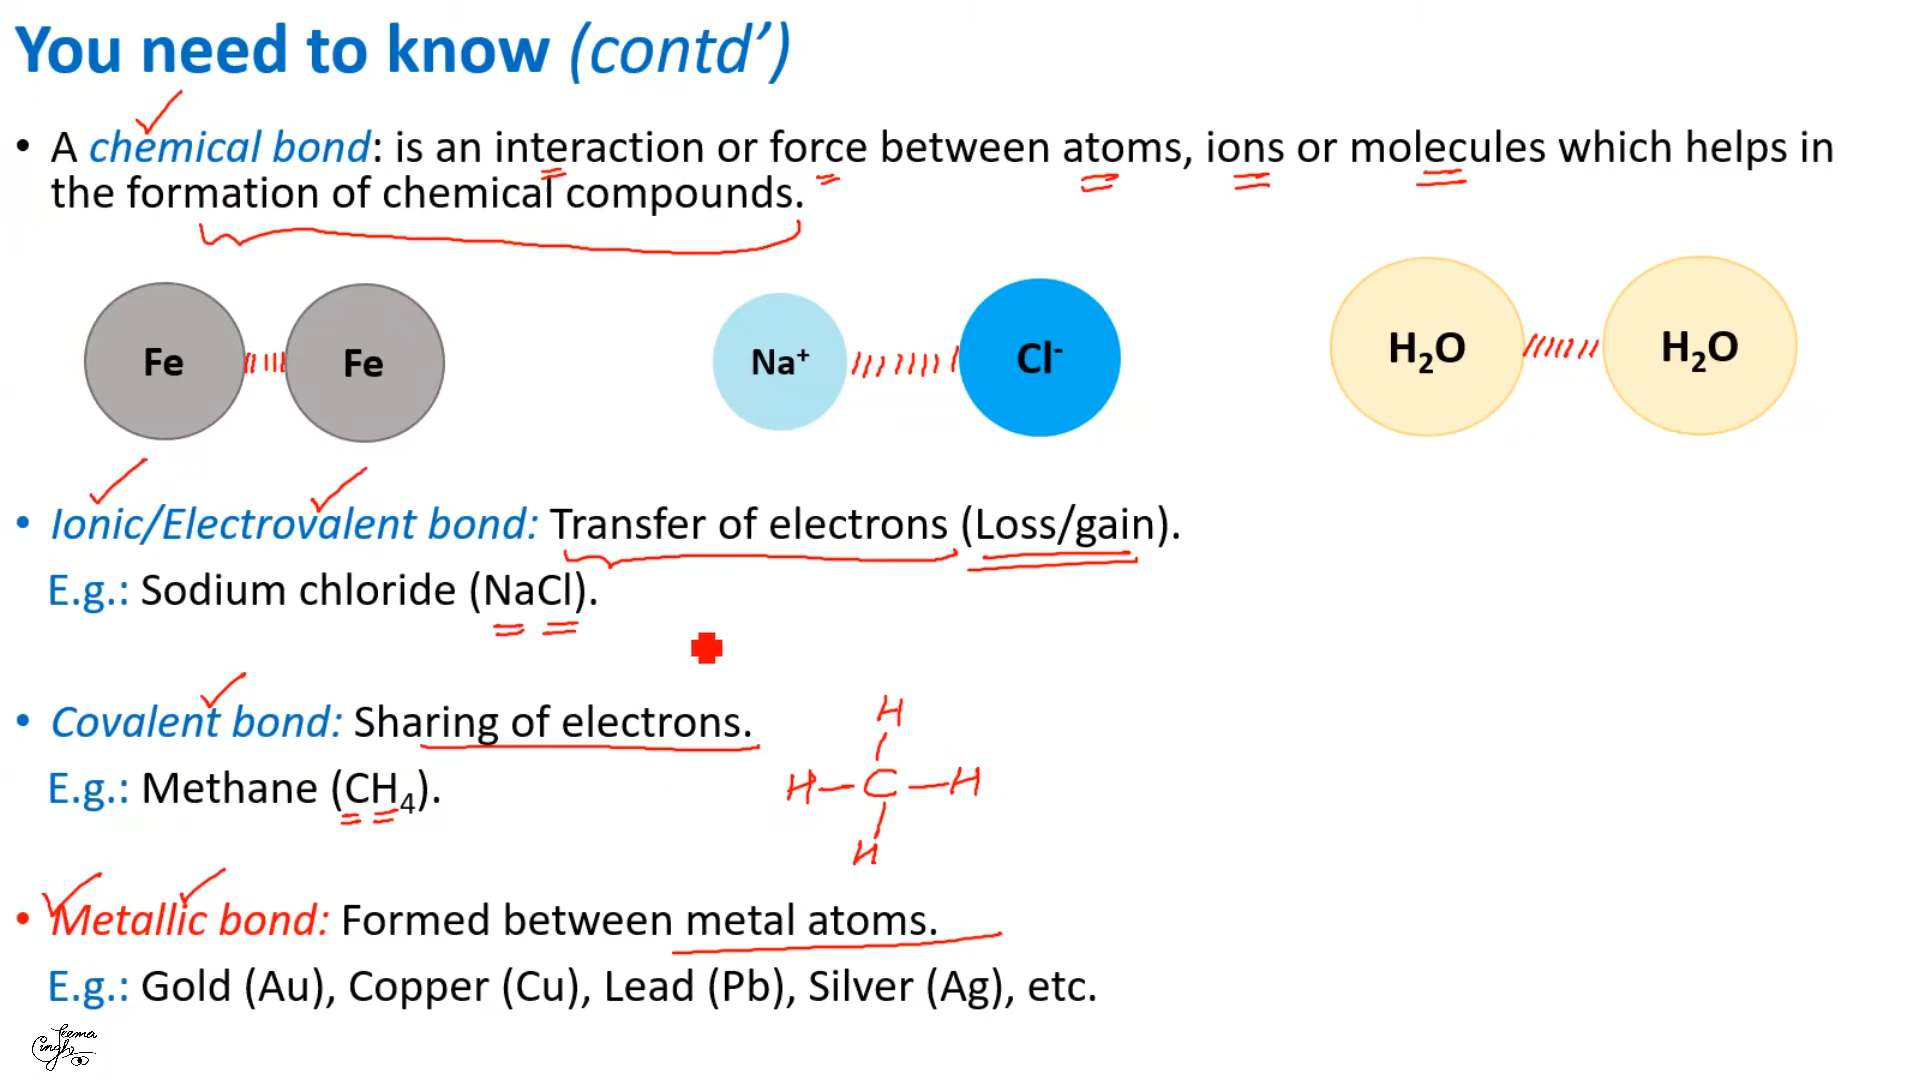 You need to know (contd’)
• A chemical bond: is an interaction or force between atoms, ions or molecules which helps in
the formation of chemical compounds.
Fe Fe Na⁺ Cl⁻ H₂O H₂O
• Ionic/Electrovalent bond: Transfer of electrons (Loss/gain).
E.g.: Sodium chloride (NaCl).
• Covalent bond: Sharing of electrons.
E.g.: Methane (CH₄).
H
H–C–H
H
• Metallic bond: Formed between metal atoms.
E.g.: Gold (Au), Copper (Cu), Lead (Pb), Silver (Ag), etc.